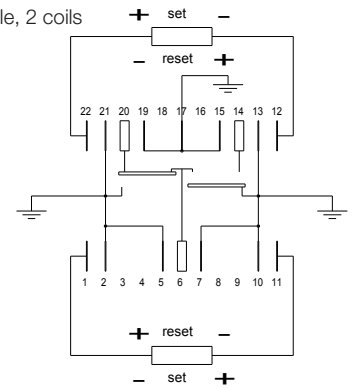 le, 2 coils
+ set -
- reset +
22 21 20 19 18 17 16 15 14 13 12
1 2 3 4 5 6 7 8 9 10 11
+ reset -
- set +